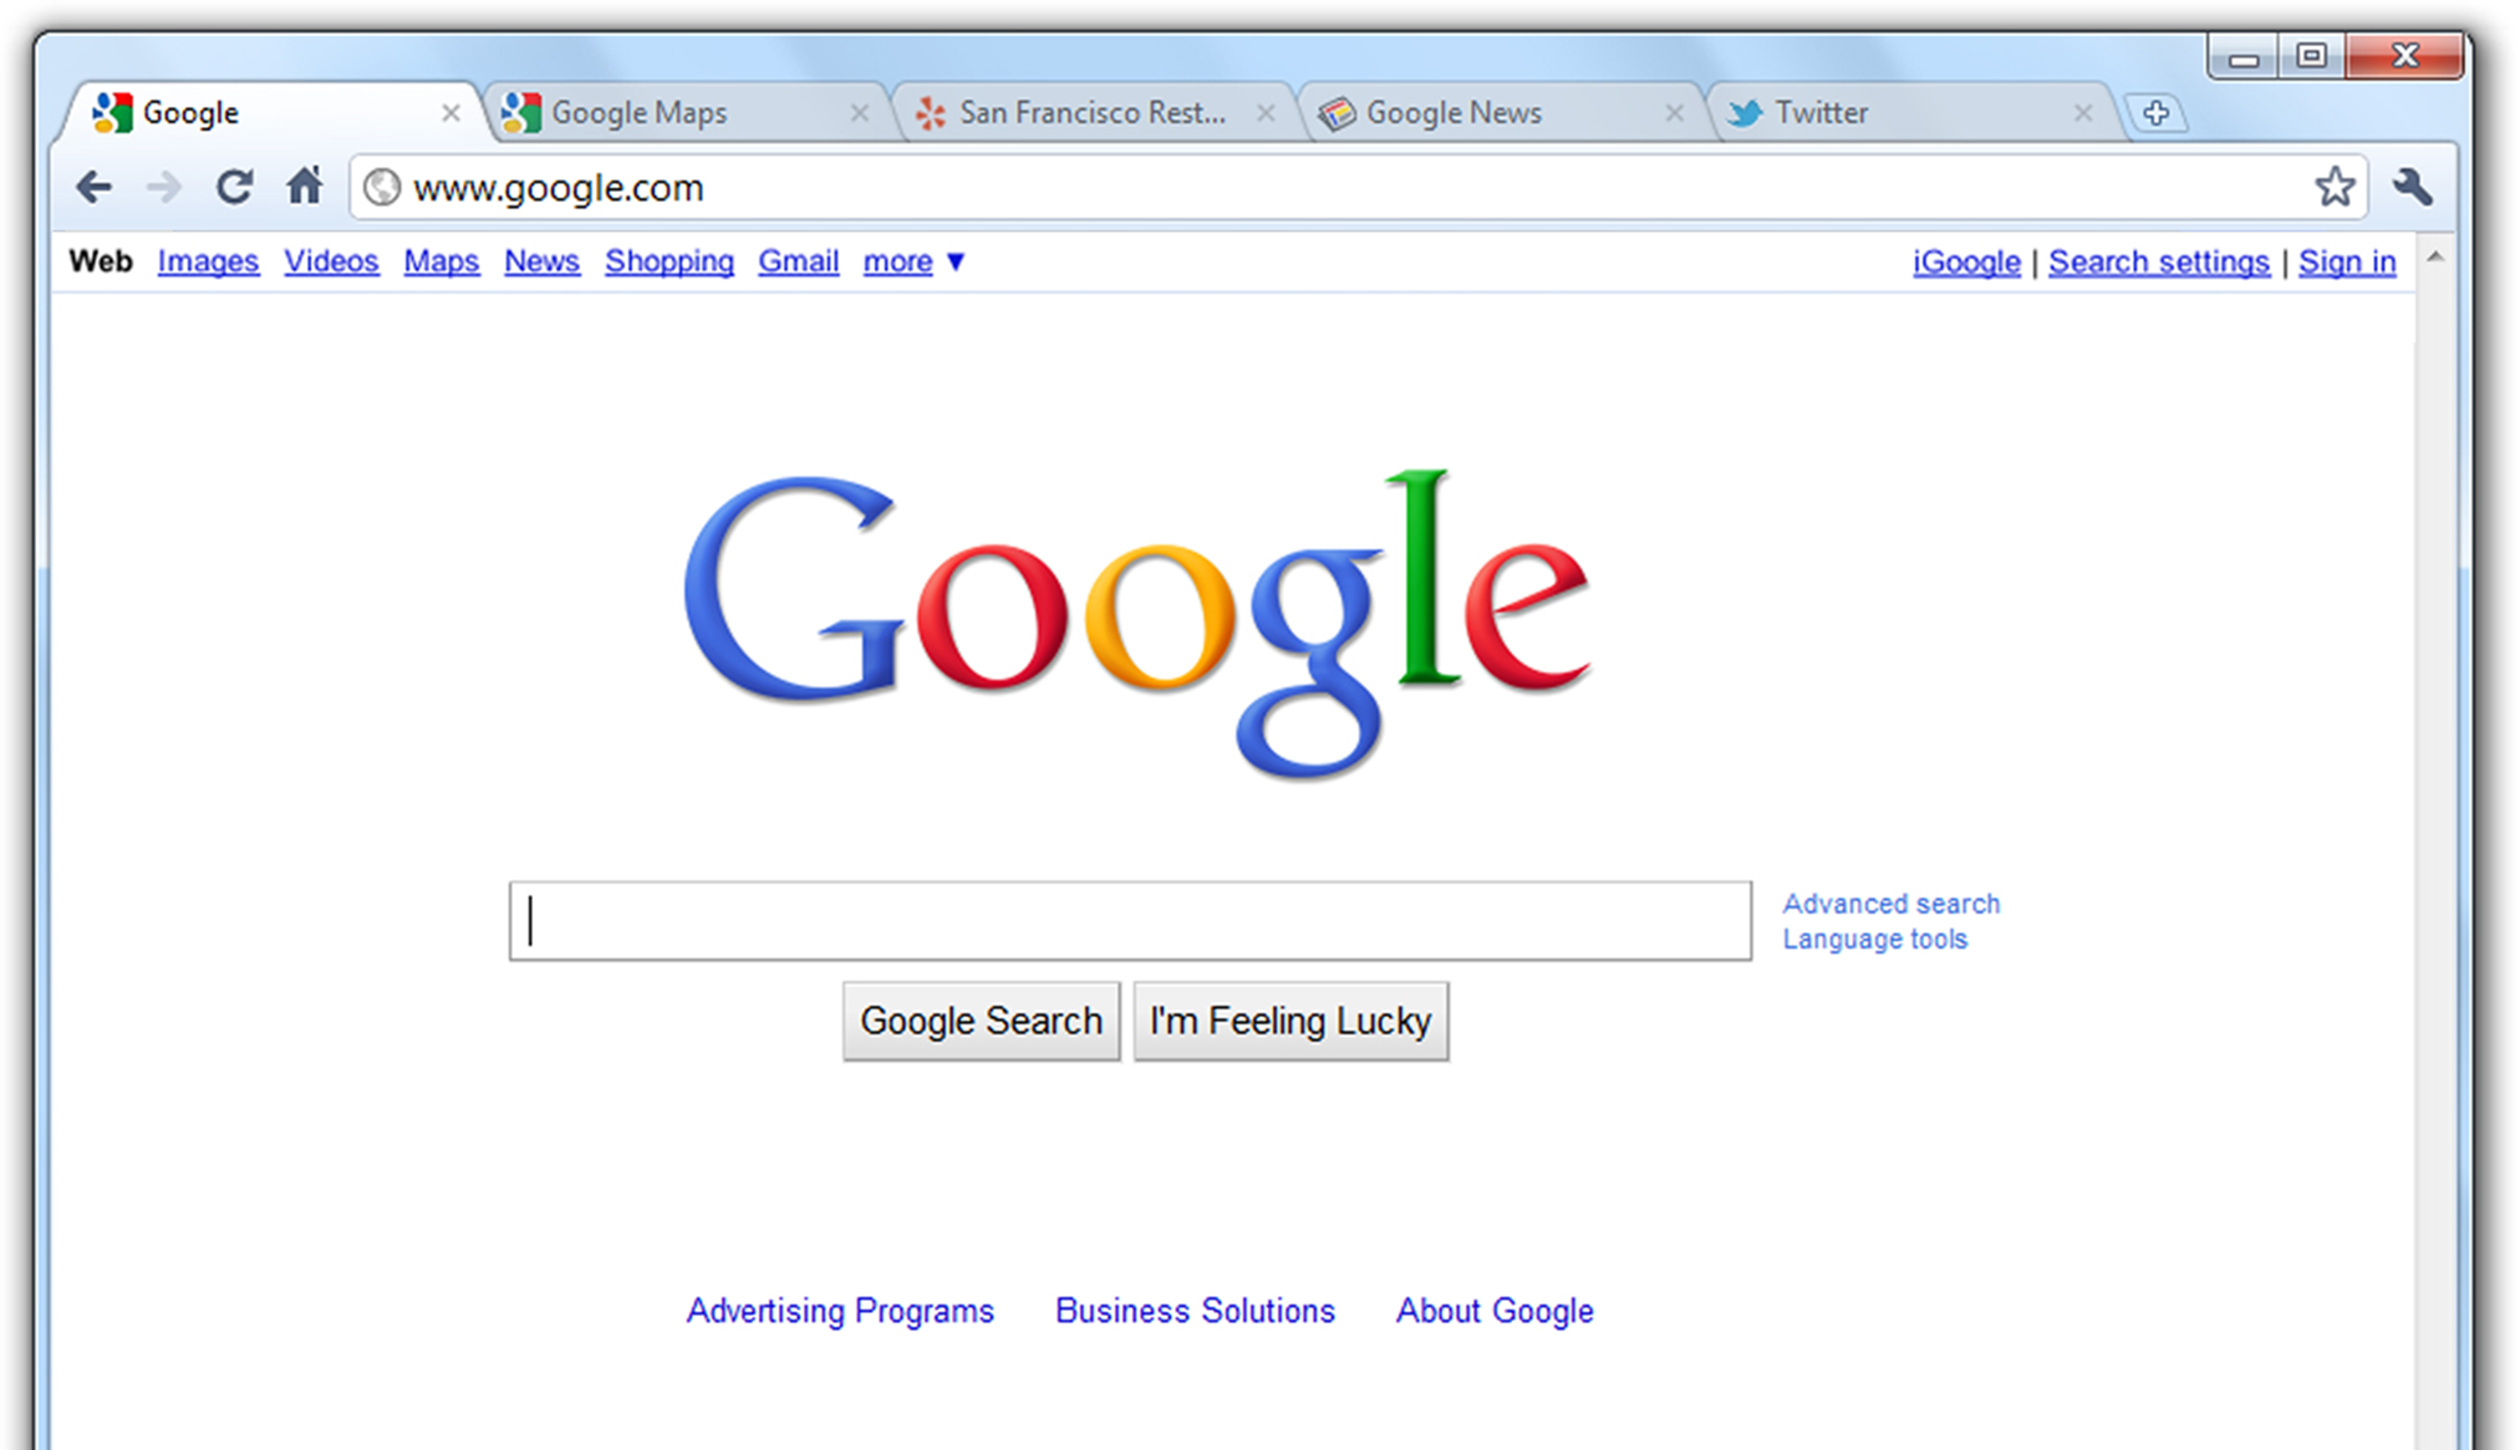 Google Google Maps San Francisco Rest... Google News Twitter
www.google.com
Web Images Videos Maps News Shopping Gmail more ▼ iGoogle | Search settings | Sign in
Google
Advanced search
Language tools
Google Search I'm Feeling Lucky
Advertising Programs Business Solutions About Google